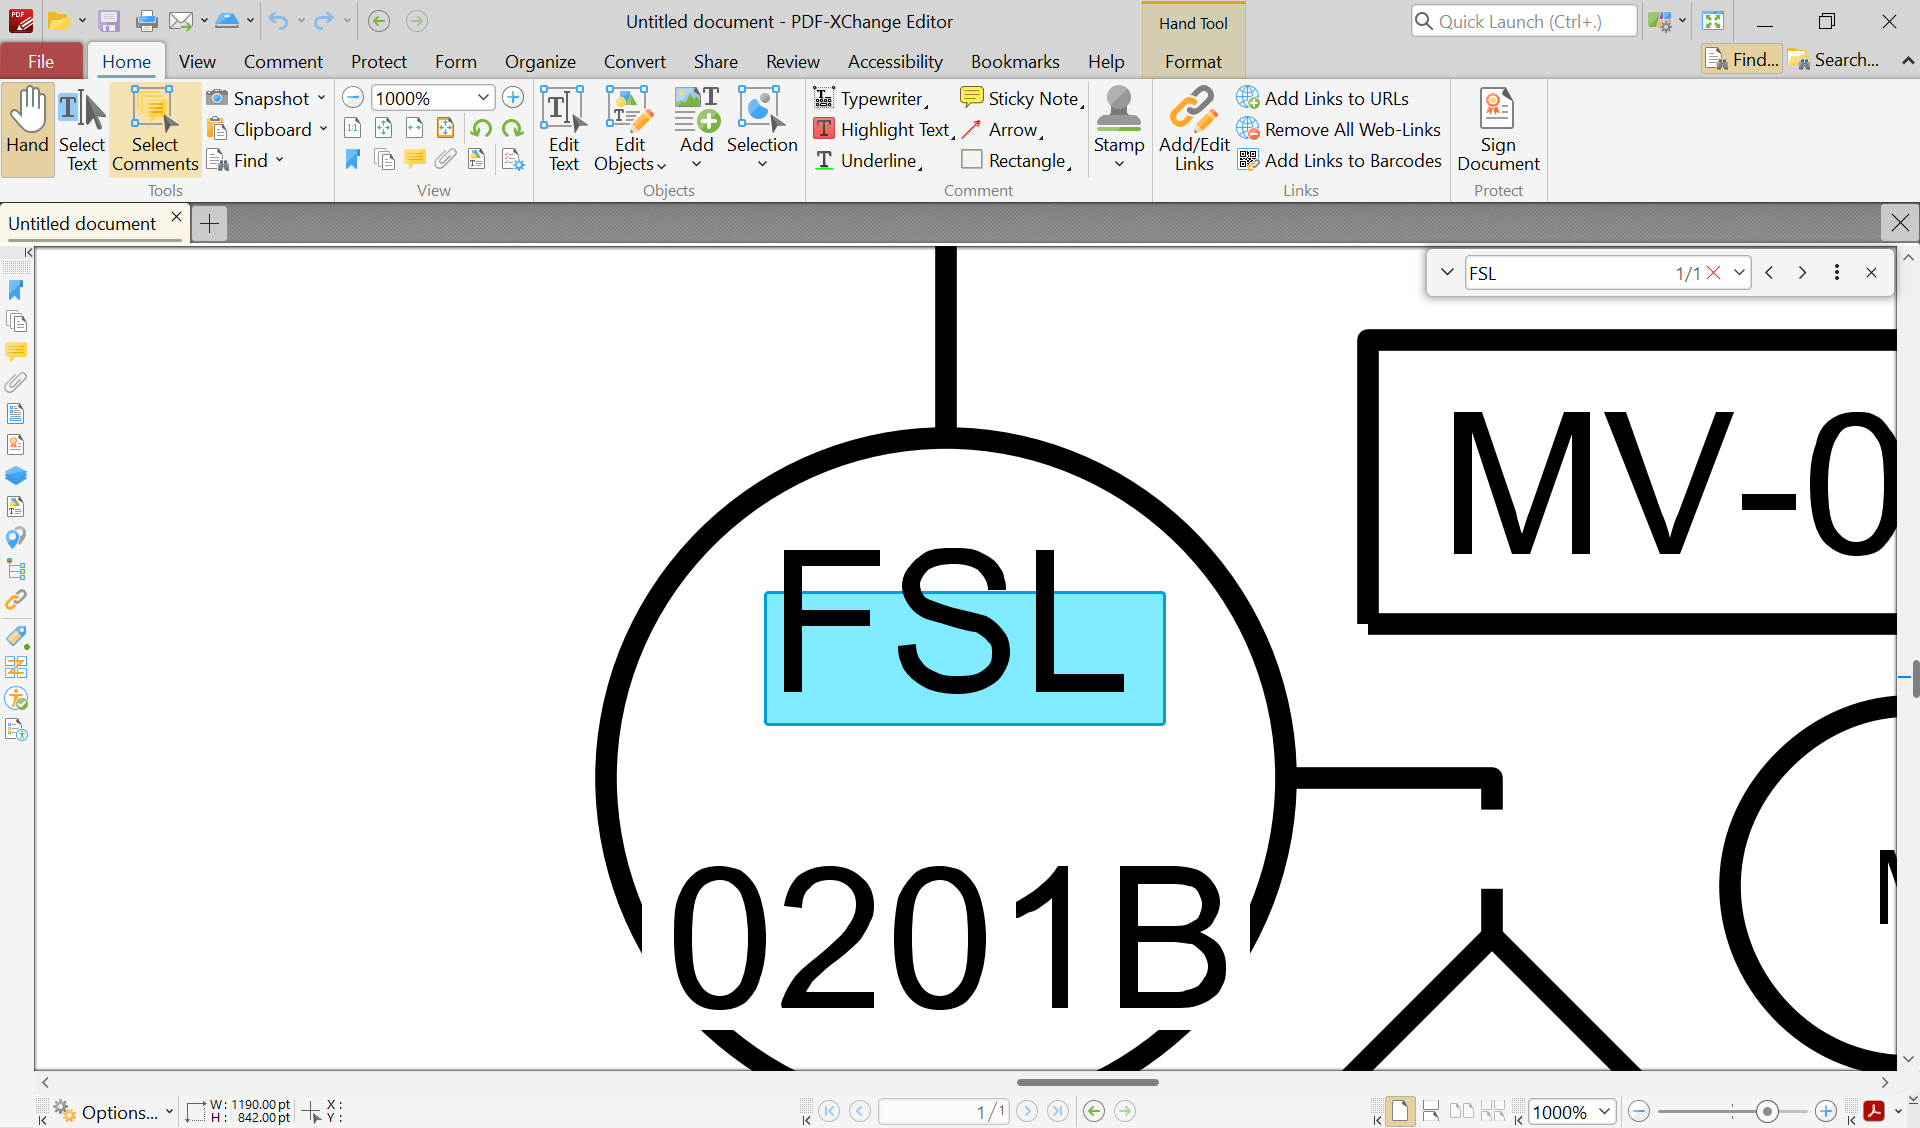 Untitled document - PDF-XChange Editor
Hand Tool
Quick Launch (Ctrl+.)
File
Home
View
Comment
Protect
Form
Organize
Convert
Share
Review
Accessibility
Bookmarks
Help
Format
Find...
Search...
Hand
Select Text
Select Comments
Snapshot
Clipboard
Find
Tools
1000%
View
Edit Text
Edit Objects
Add
Selection
Objects
Typewriter
Highlight Text
Underline
Sticky Note
Arrow
Rectangle
Stamp
Comment
Add/Edit Links
Add Links to URLs
Remove All Web-Links
Add Links to Barcodes
Links
Sign Document
Protect
Untitled document
FSL
1/1
MV-0
FSL
0201B
Options...
W: 1190.00 pt
H: 842.00 pt
X:
Y:
1/1
1000%